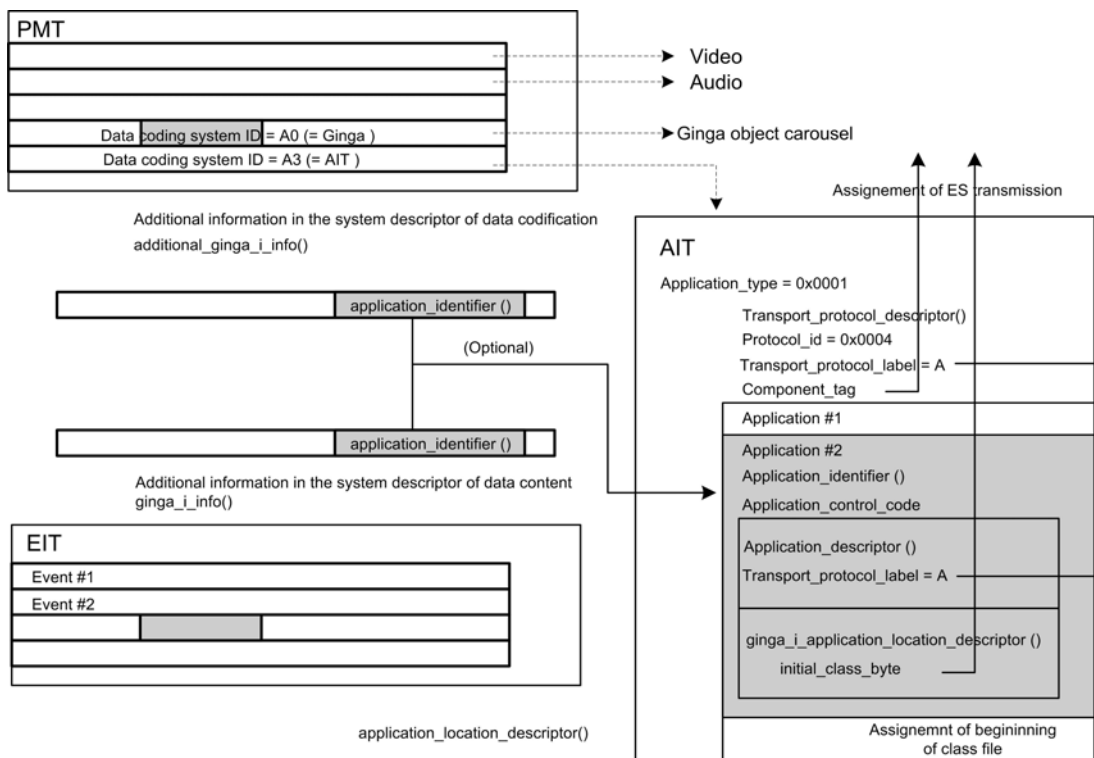 PMT
Video
Audio
Data coding system ID = A0 (= Ginga )
Ginga object carousel
Data coding system ID = A3 (= AIT )
Assignement of ES transmission
Additional information in the system descriptor of data codification
additional_ginga_i_info()
application_identifier ()
(Optional)
application_identifier ()
Additional information in the system descriptor of data content
ginga_i_info()
EIT
Event #1
Event #2
application_location_descriptor()
AIT
Application_type = 0x0001
Transport_protocol_descriptor()
Protocol_id = 0x0004
Transport_protocol_label = A
Component_tag
Application #1
Application #2
Application_identifier ()
Application_control_code
Application_descriptor ()
Transport_protocol_label = A
ginga_i_application_location_descriptor ()
initial_class_byte
Assignemnt of begininning
of class file